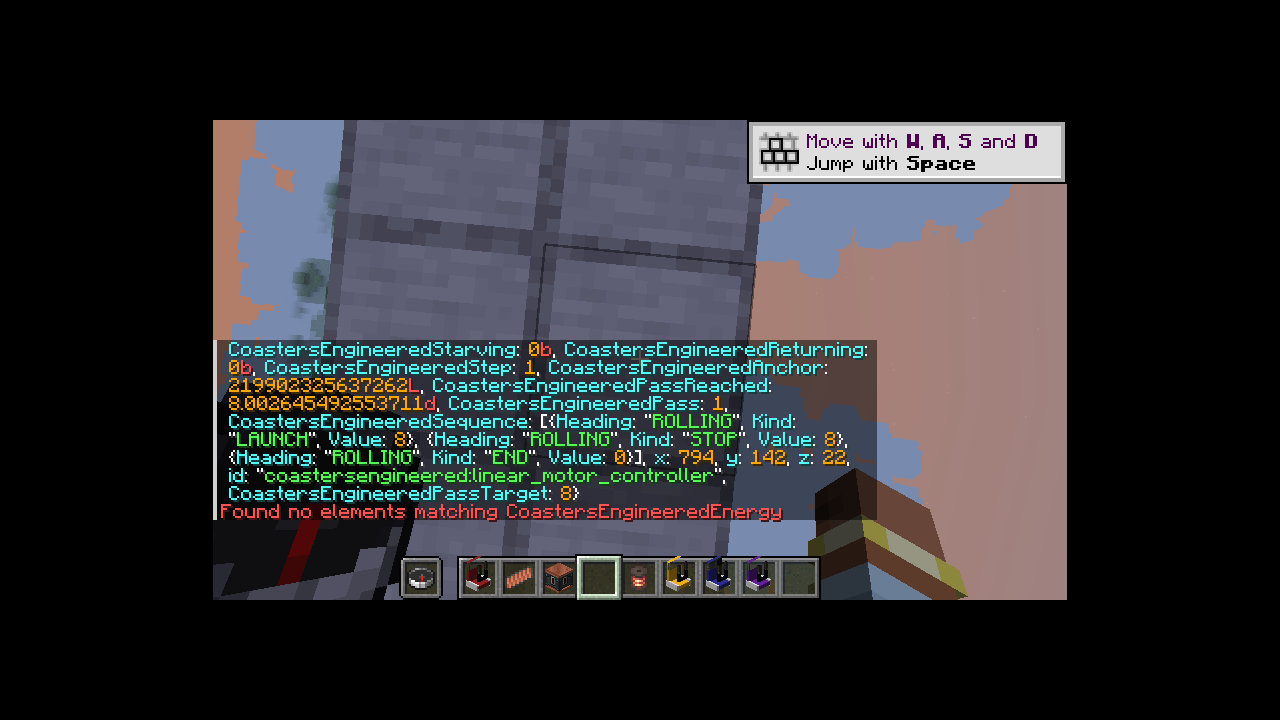 Move with W, A, S and D
Jump with Space
CoastersEngineeredStarving: 0b, CoastersEngineeredReturning:
0b, CoastersEngineeredStep: 1, CoastersEngineeredAnchor:
219902325637262L, CoastersEngineeredPassReached:
8.002645492553711d, CoastersEngineeredPass: 1,
CoastersEngineeredSequence: [{Heading: "ROLLING", Kind:
"LAUNCH", Value: 8}, {Heading: "ROLLING", Kind: "STOP", Value: 8},
{Heading: "ROLLING", Kind: "END", Value: 0}], x: 794, y: 142, z: 22,
id: "coastersengineered:linear_motor_controller",
CoastersEngineeredPassTarget: 8}
Found no elements matching CoastersEngineeredEnergy